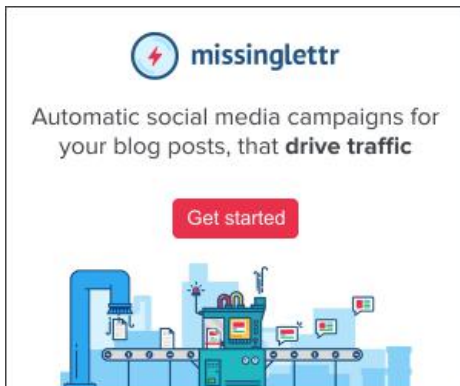 missinglettr
Automatic social media campaigns for
your blog posts, that drive traffic
Get started